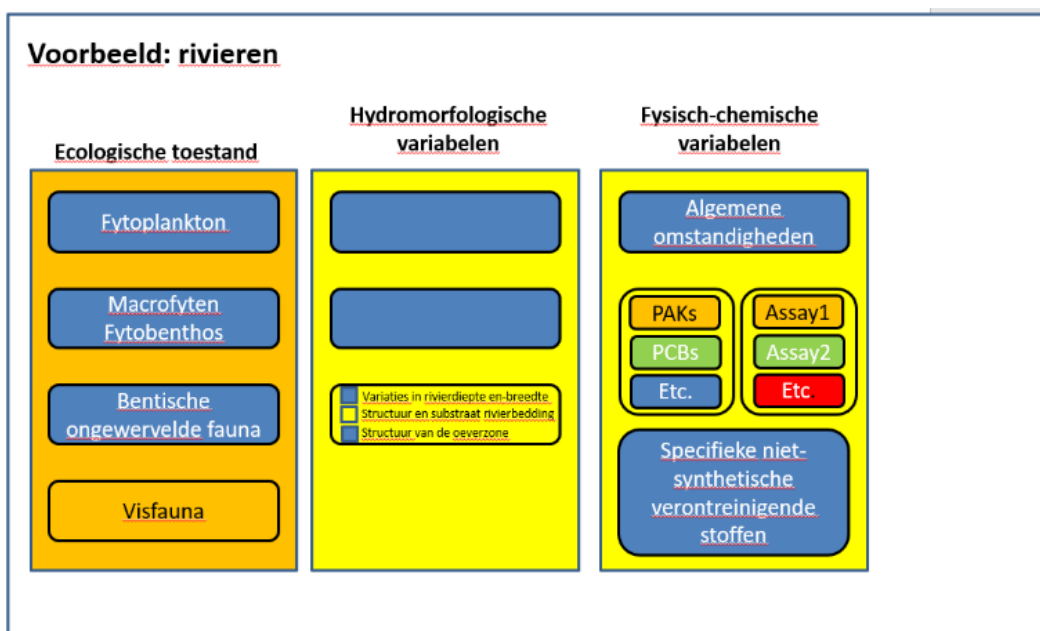 Voorbeeld: rivieren
Ecologische toestand
Fytoplankton
Macrofyten
Fytobenthos
Bentische
ongewervelde fauna
Visfauna
Hydromorfologische
variabelen
Variaties in rivierdiepte en-breedte
Structuur en substraat rivierbedding
Structuur van de oeverzone
Fysisch-chemische
variabelen
Algemene
omstandigheden
PAKs
PCBs
Etc.
Assay1
Assay2
Etc.
Specifieke niet-
synthetische
verontreinigende
stoffen